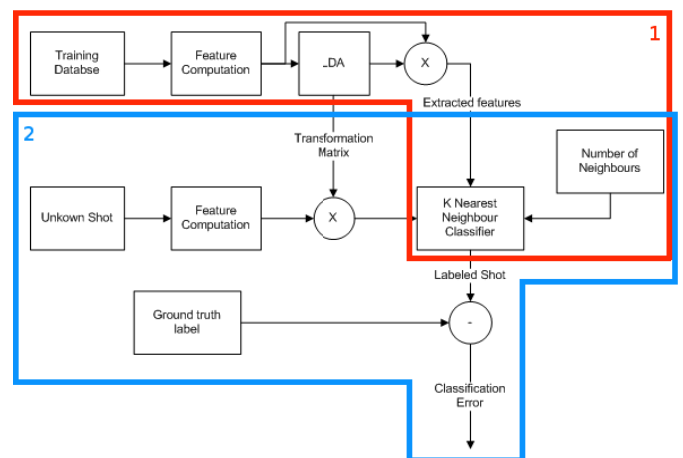 1
Training
Databse
Feature
Computation
.DA
X
Extracted features
2
Transformation
Matrix
Number of
Neighbours
Unkown Shot
Feature
Computation
X
K Nearest
Neighbour
Classifier
Labeled Shot
Ground truth
label
-
Classification
Error